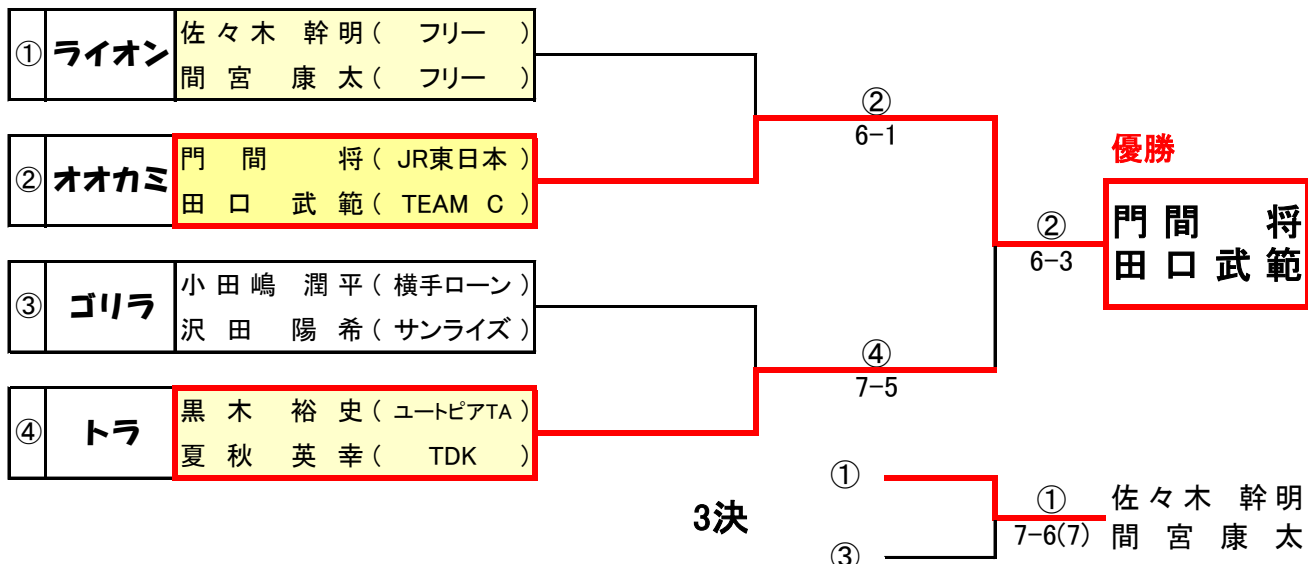 ① ライオン 佐々木 幹明( フリー )
間宮 康太( フリー )
②
6-1
優勝
② オオカミ 門間 将( JR東日本 )
田口 武範( TEAM C )
②
6-3
門間 将
田口武範
③ ゴリラ 小田嶋 潤平( 横手ローン )
沢田 陽希( サンライズ )
④
7-5
④ トラ 黒木 裕史( ユートピアTA )
夏秋 英幸( TDK )
3決
①
③
①
7-6(7)
佐々木 幹明
間宮康太